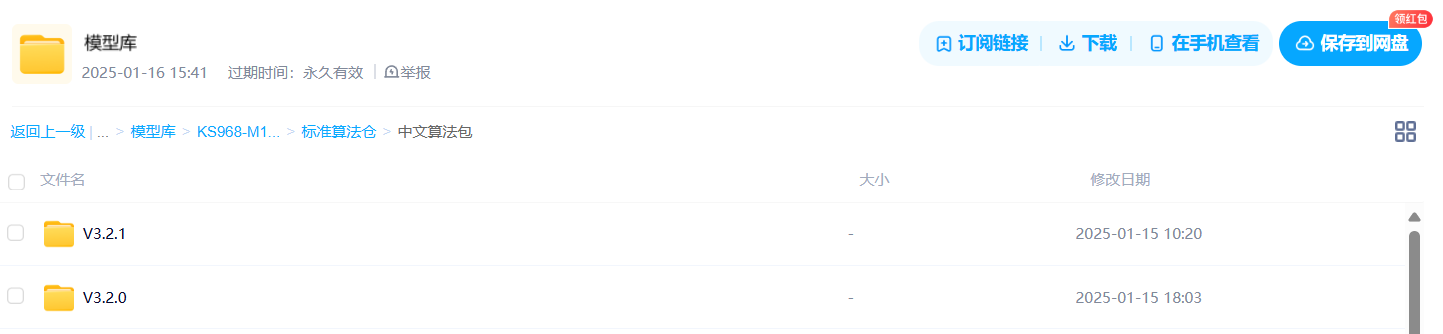 模型库
2025-01-16 15:41 过期时间：永久有效 | 举报
订阅链接 | 下载 | 在手机查看
领红包
保存到网盘
返回上一级 | ... > 模型库 > KS968-M1... > 标准算法仓 > 中文算法包
文件名 大小 修改日期
V3.2.1 - 2025-01-15 10:20
V3.2.0 - 2025-01-15 18:03